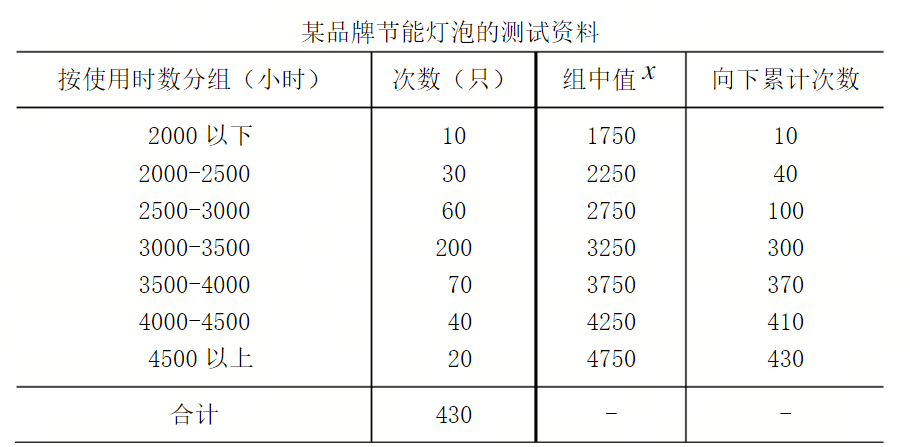 某品牌节能灯泡的测试资料
按使用时数分组（小时） 次数（只） 组中值 x 向下累计次数
2000 以下 10 1750 10
2000-2500 30 2250 40
2500-3000 60 2750 100
3000-3500 200 3250 300
3500-4000 70 3750 370
4000-4500 40 4250 410
4500 以上 20 4750 430
合计 430 - -